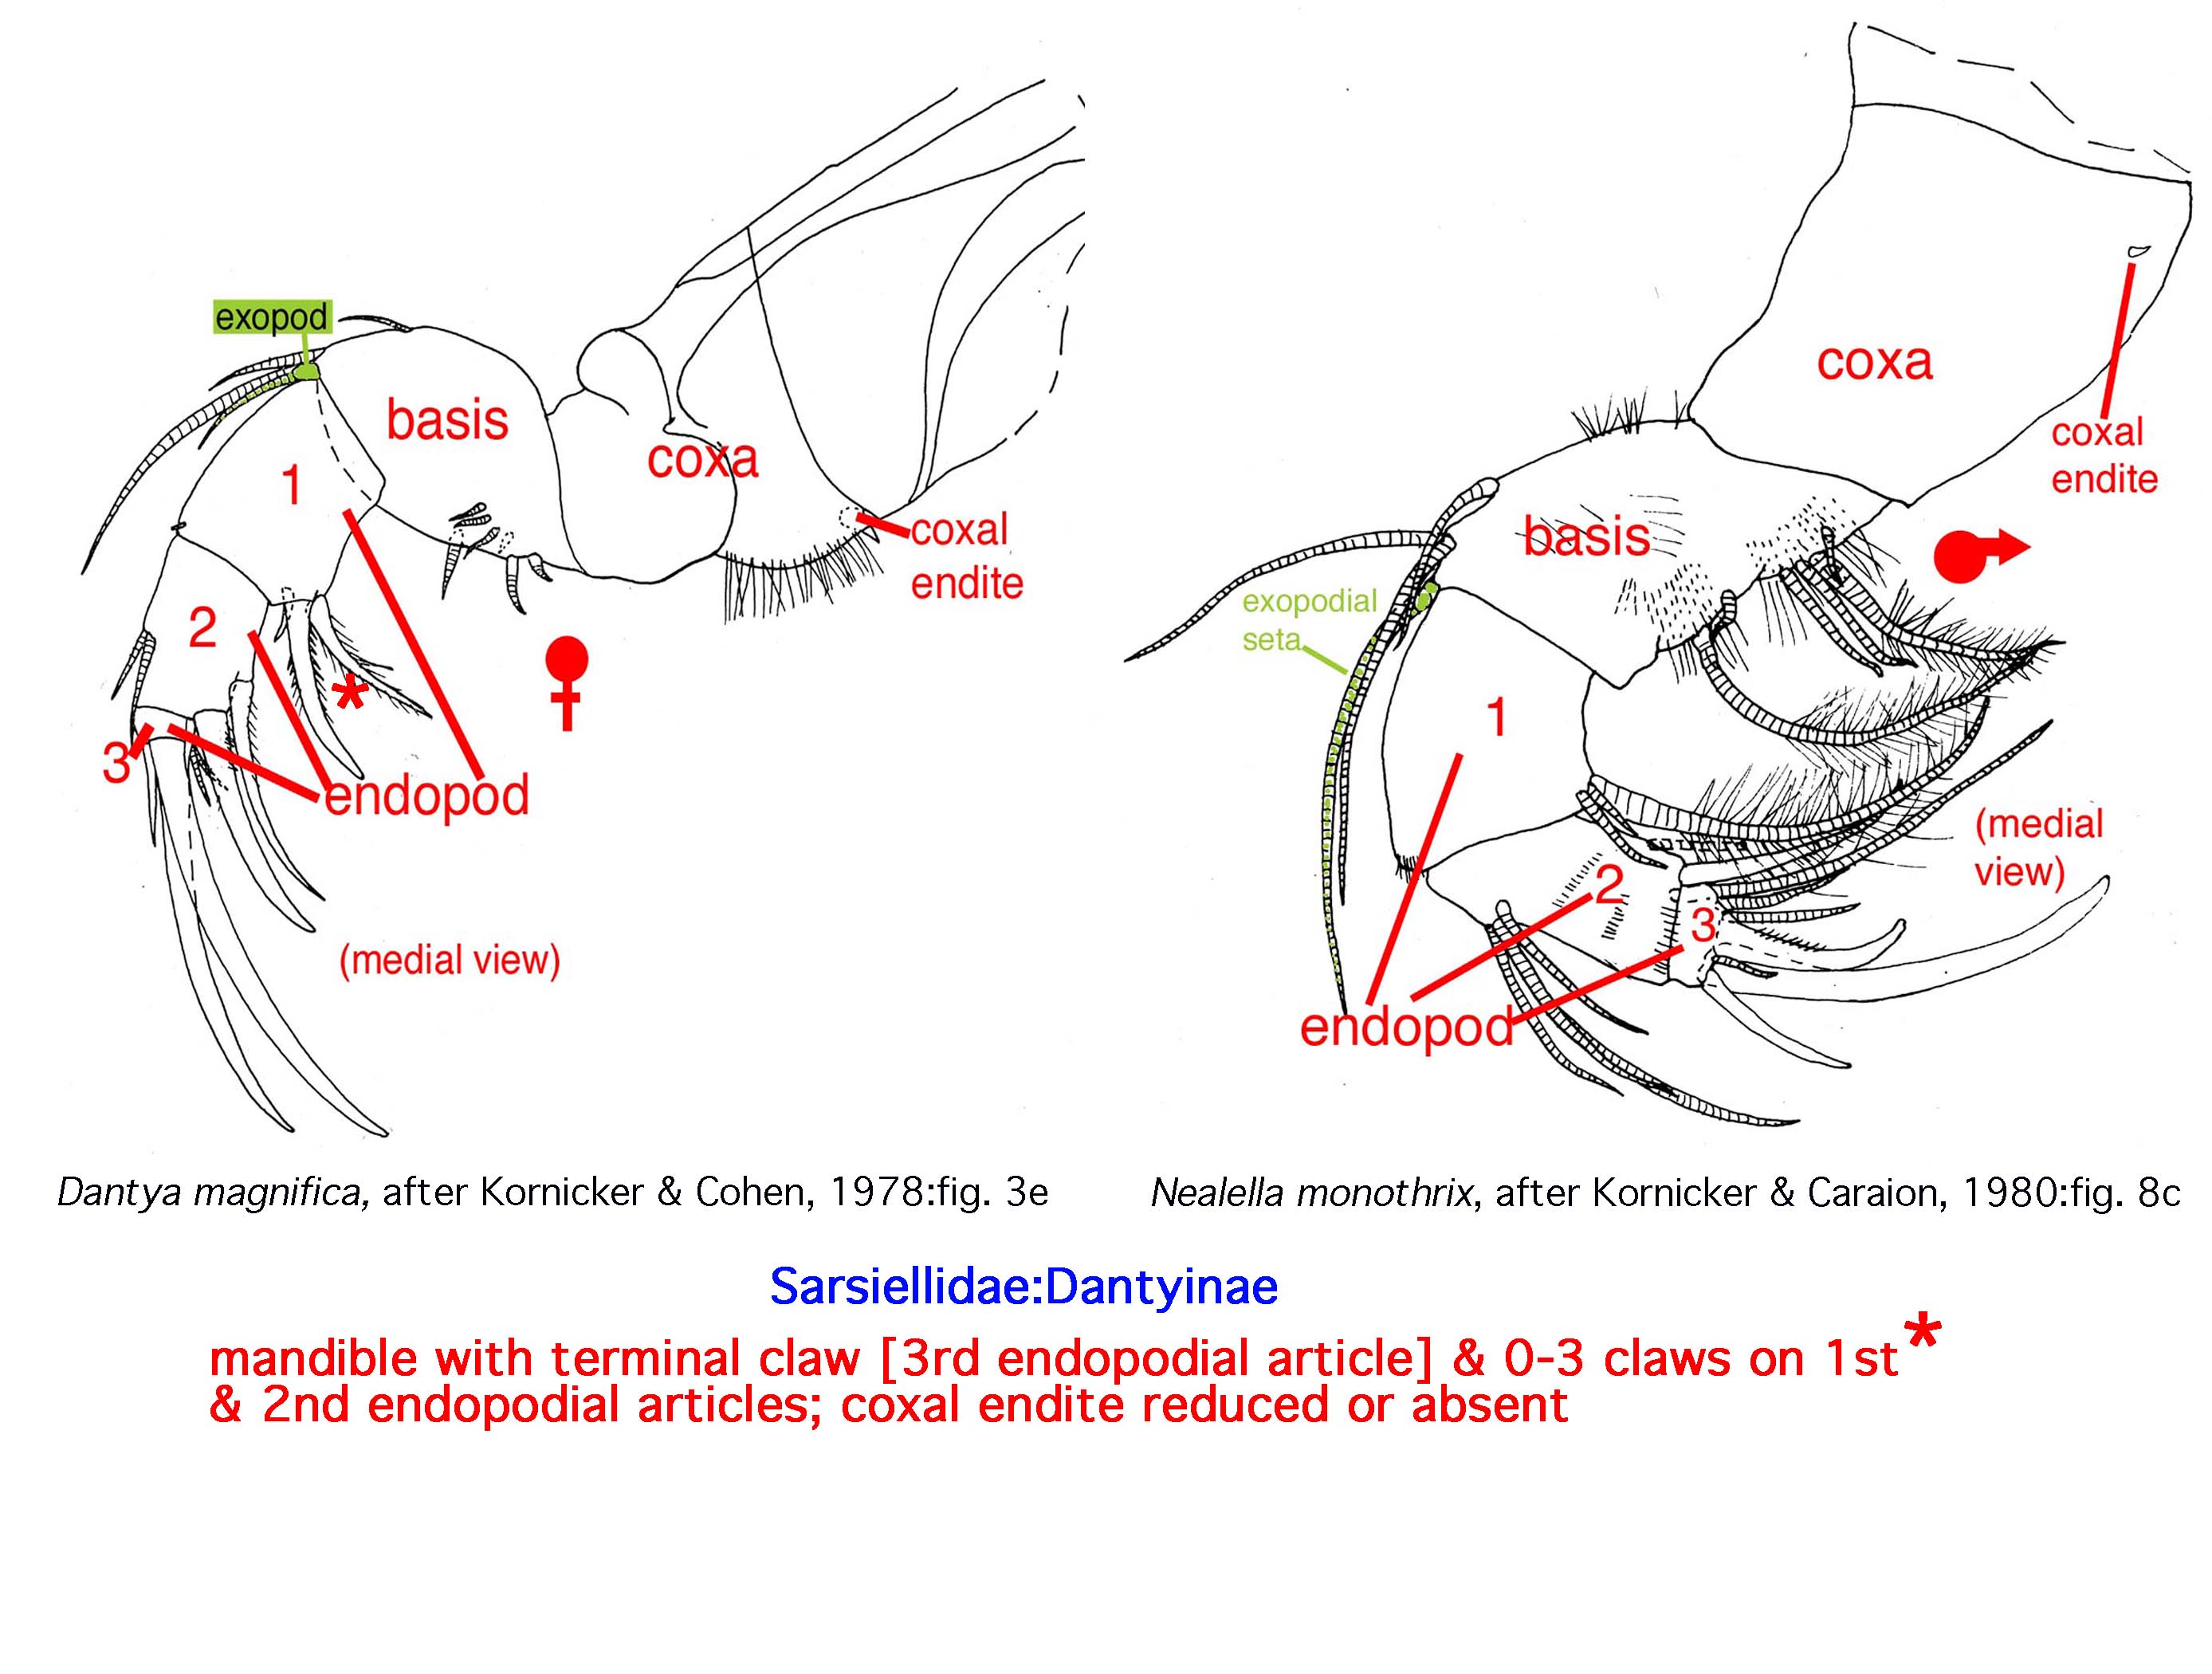 exopod
basis
coxa
1
coxal
endite
2
*
3
endopod
(medial view)
coxa
coxal
endite
basis
exopodial
seta
1
(medial
view)
2
3
endopod
Dantya magnifica, after Kornicker & Cohen, 1978:fig. 3e
Nealella monothrix, after Kornicker & Caraion, 1980:fig. 8c
Sarsiellidae:Dantyinae
mandible with terminal claw [3rd endopodial article] & 0-3 claws on 1st*
& 2nd endopodial articles; coxal endite reduced or absent